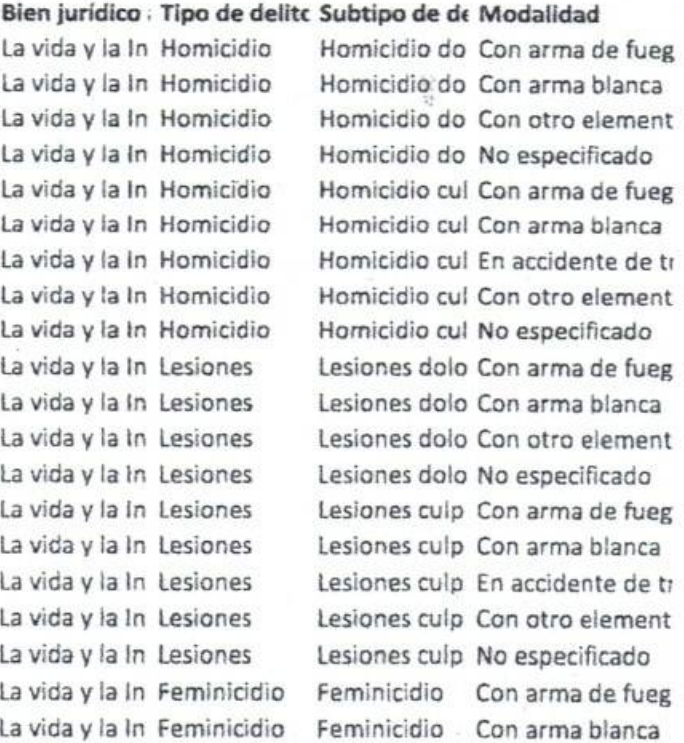 Bien jurídico Tipo de delito Subtipo de de Modalidad
La vida y la In Homicidio Homicidio do Con arma de fueg
La vida y la In Homicidio Homicidio do Con arma blanca
La vida y la In Homicidio Homicidio do Con otro element
La vida y la In Homicidio Homicidio do No especificado
La vida y la In Homicidio Homicidio cul Con arma de fueg
La vida y la In Homicidio Homicidio cul Con arma blanca
La vida y la In Homicidio Homicidio cul En accidente de tr
La vida y la In Homicidio Homicidio cul Con otro element
La vida y la In Homicidio Homicidio cul No especificado
La vida y la In Lesiones Lesiones dolo Con arma de fueg
La vida y la In Lesiones Lesiones dolo Con arma blanca
La vida y la In Lesiones Lesiones dolo Con otro element
La vida y la In Lesiones Lesiones dolo No especificado
La vida y la In Lesiones Lesiones culp Con arma de fueg
La vida y la In Lesiones Lesiones culp Con arma blanca
La vida y la In Lesiones Lesiones culp En accidente de tr
La vida y la In Lesiones Lesiones culp Con otro element
La vida y la In Lesiones Lesiones culp No especificado
La vida y la In Feminicidio Feminicidio Con arma de fueg
La vida y la In Feminicidio Feminicidio Con arma blanca